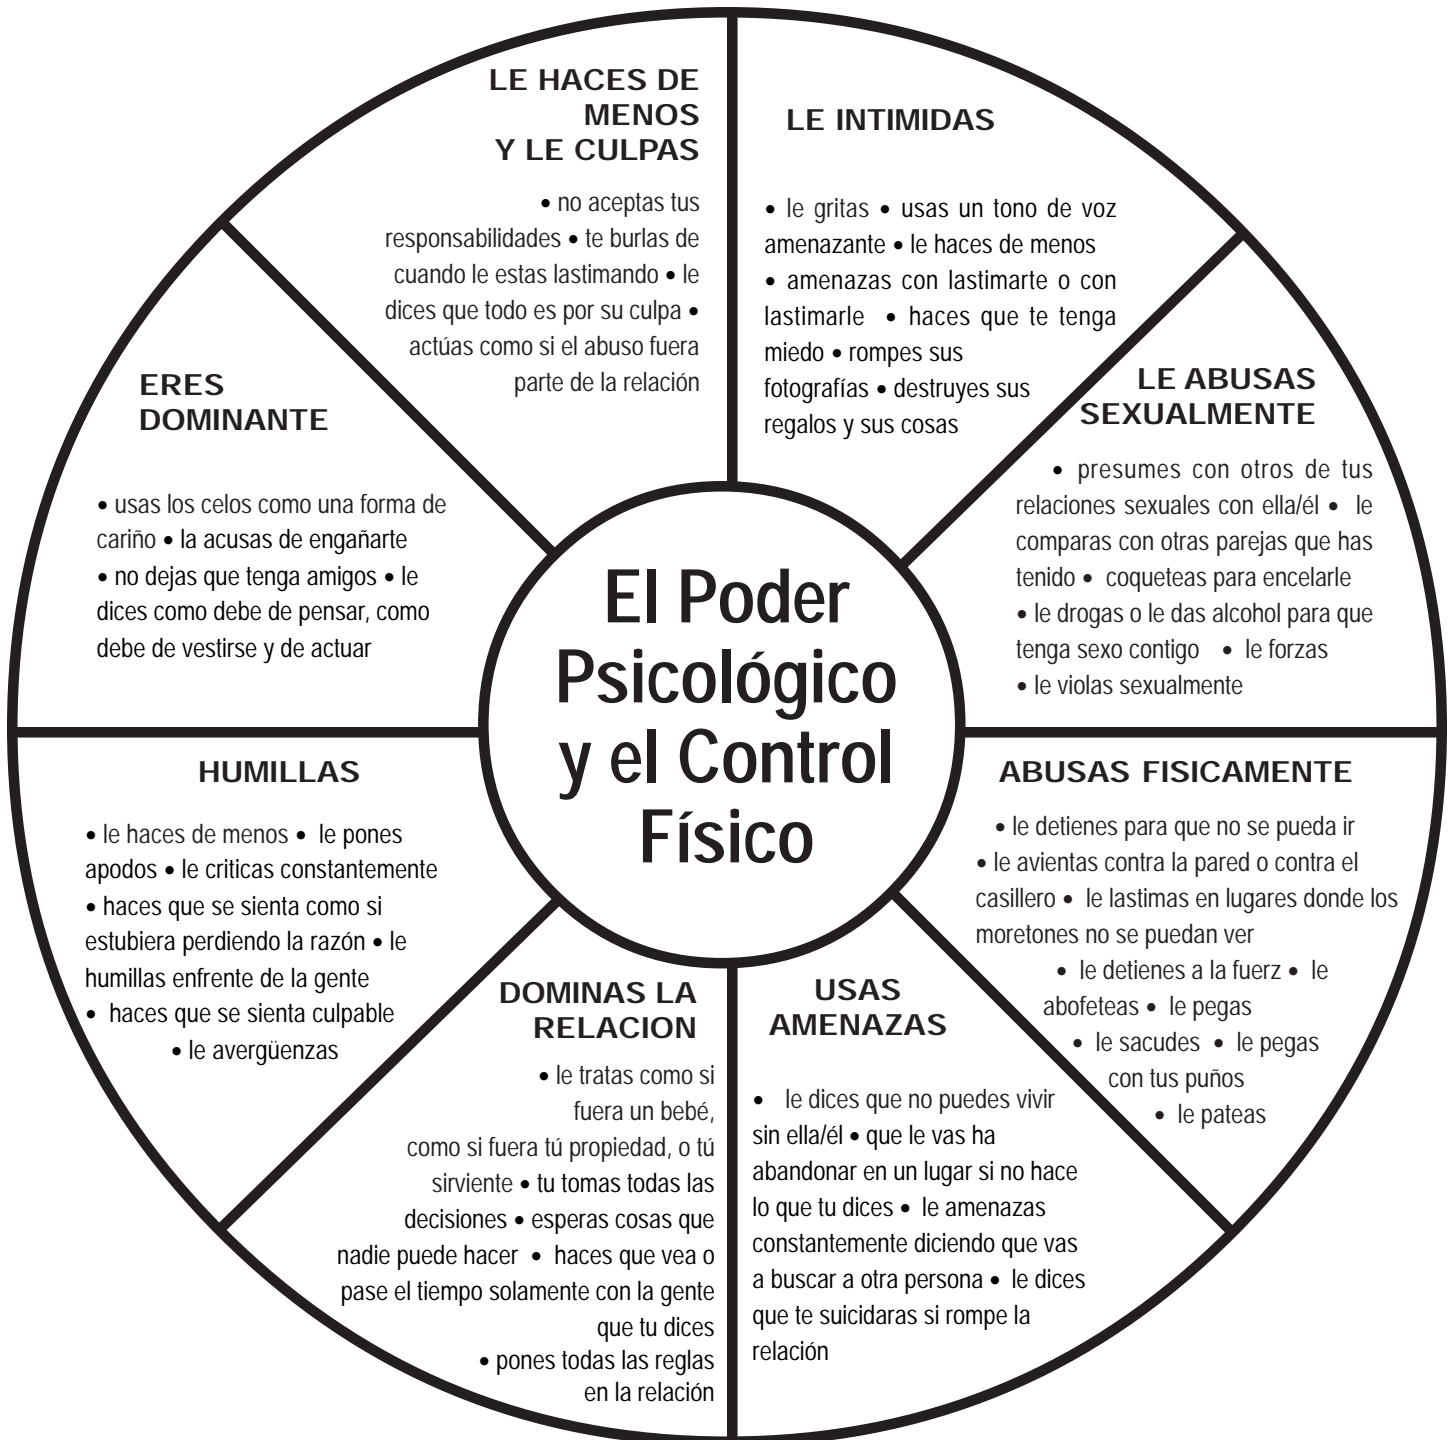 LE HACES DE
MENOS
Y LE CULPAS
• no aceptas tus
responsabilidades • te burlas de
cuando le estas lastimando • le
dices que todo es por su culpa •
actúas como si el abuso fuera
parte de la relación
LE INTIMIDAS
• le gritas • usas un tono de voz
amenazante • le haces de menos
• amenazas con lastimarte o con
lastimarle • haces que te tenga
miedo • rompes sus
fotografías • destruyes sus
regalos y sus cosas
LE ABUSAS
SEXUALMENTE
• presumes con otros de tus
relaciones sexuales con ella/él • le
comparas con otras parejas que has
tenido • coqueteas para encelarle
• le drogas o le das alcohol para que
tenga sexo contigo • le forzas
• le violas sexualmente
ABUSAS FISICAMENTE
• le detienes para que no se pueda ir
• le avientas contra la pared o contra el
casillero • le lastimas en lugares donde los
moretones no se puedan ver
• le detienes a la fuerz • le
abofeteas • le pegas
• le sacudes • le pegas
con tus puños
• le pateas
USAS
AMENAZAS
• le dices que no puedes vivir
sin ella/él • que le vas ha
abandonar en un lugar si no hace
lo que tu dices • le amenazas
constantemente diciendo que vas
a buscar a otra persona • le dices
que te suicidaras si rompe la
relación
DOMINAS LA
RELACION
• le tratas como si
fuera un bebé,
como si fuera tú propiedad, o tú
sirviente • tu tomas todas las
decisiones • esperas cosas que
nadie puede hacer • haces que vea o
pase el tiempo solamente con la gente
que tu dices
• pones todas las reglas
en la relación
HUMILLAS
• le haces de menos • le pones
apodos • le criticas constantemente
• haces que se sienta como si
estubiera perdiendo la razón • le
humillas enfrente de la gente
• haces que se sienta culpable
• le avergüenzas
ERES
DOMINANTE
• usas los celos como una forma de
cariño • la acusas de engañarte
• no dejas que tenga amigos • le
dices como debe de pensar, como
debe de vestirse y de actuar
El Poder
Psicológico
y el Control
Físico